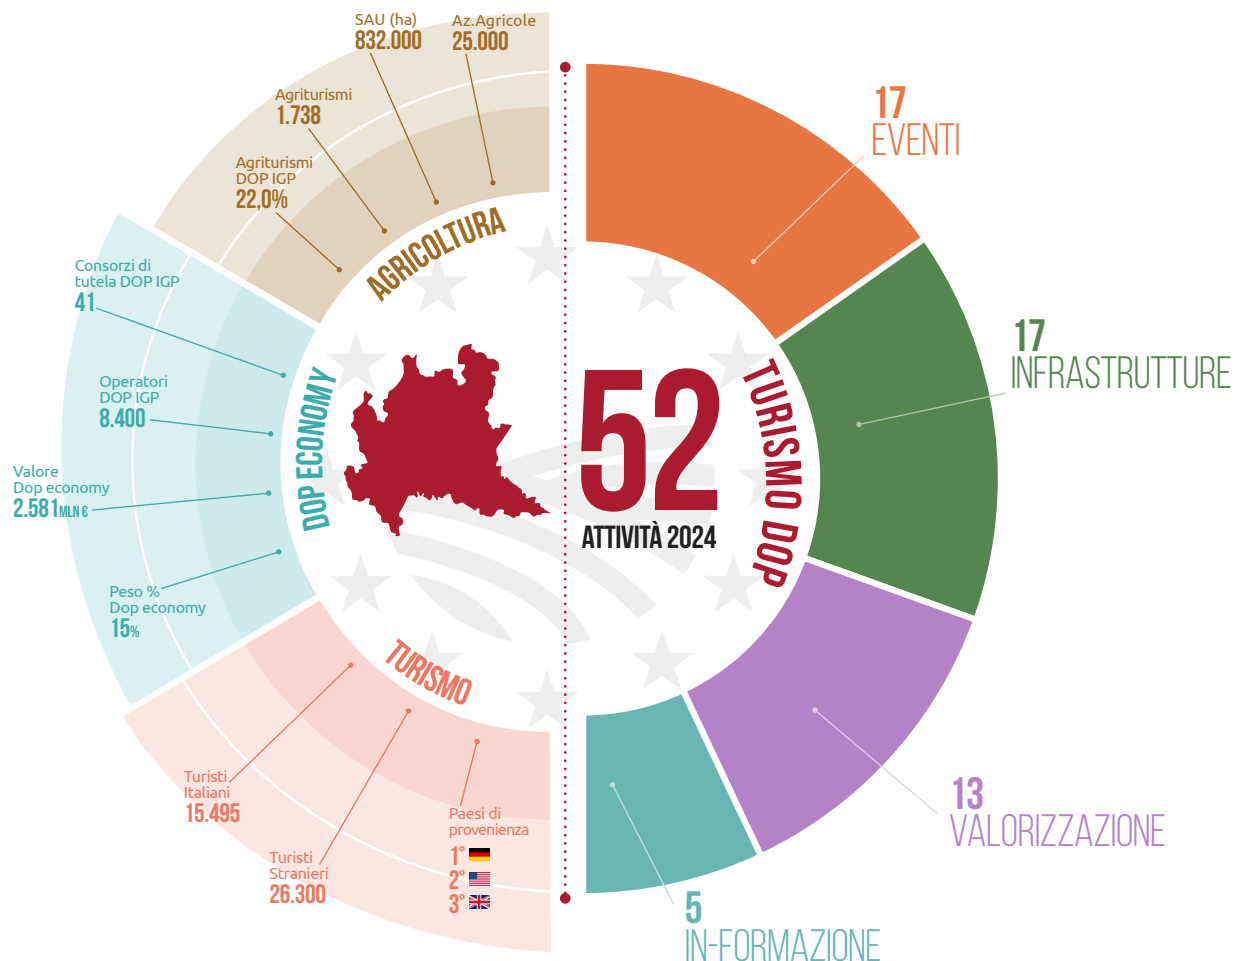 SAU (ha)
832.000
Az.Agricole
25.000
Agriturismi
1.738
Agriturismi
DOP IGP
22,0%
AGRICOLTURA
Consorzi di
tutela DOP IGP
41
Operatori
DOP IGP
8.400
Valore
Dop economy
2.581 MLN €
Peso %
Dop economy
15%
DOP ECONOMY
TURISMO
Turisti
Italiani
15.495
Turisti
Stranieri
26.300
Paesi di
provenienza
1°
2°
3°
52
ATTIVITÀ 2024
TURISMO DOP
17
EVENTI
17
INFRASTRUTTURE
13
VALORIZZAZIONE
5
IN-FORMAZIONE